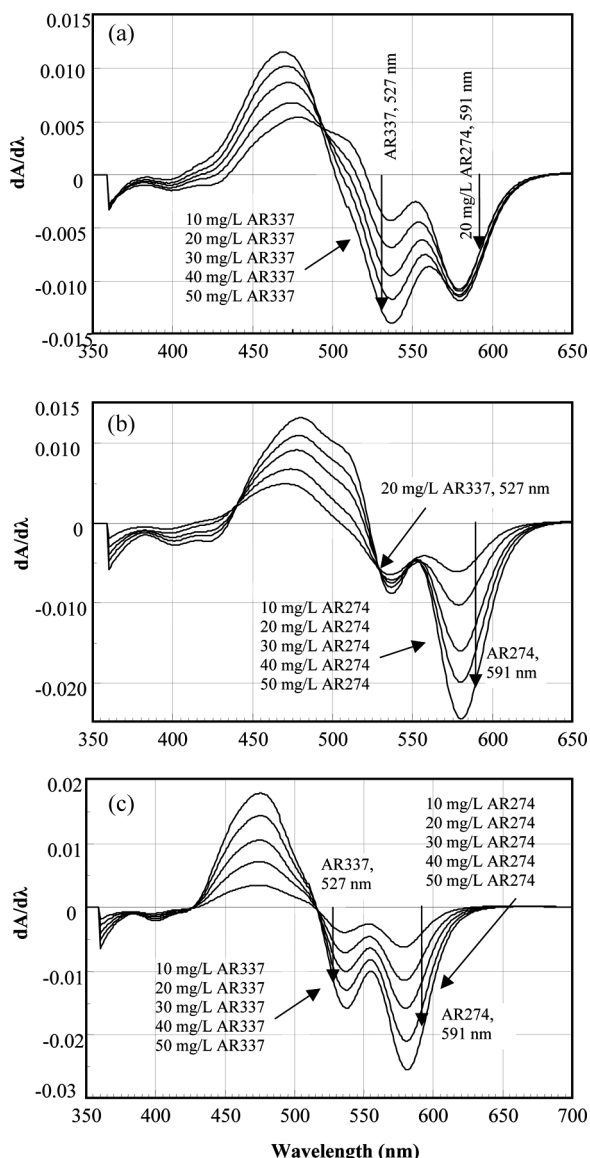 (a)
0.015
0.010
0.005
0
-0.005
-0.010
-0.015
dA/dλ
AR337, 527 nm
20 mg/L AR274, 591 nm
10 mg/L AR337
20 mg/L AR337
30 mg/L AR337
40 mg/L AR337
50 mg/L AR337
350 400 450 500 550 600 650
(b)
0.015
0.010
0
-0.010
-0.020
dA/dλ
20 mg/L AR337, 527 nm
10 mg/L AR274
20 mg/L AR274
30 mg/L AR274
40 mg/L AR274
50 mg/L AR274
AR274,
591 nm
350 400 450 500 550 600 650
(c)
0.02
0.01
0
-0.01
-0.02
-0.03
dA/dλ
10 mg/L AR274
20 mg/L AR274
30 mg/L AR274
40 mg/L AR274
50 mg/L AR274
AR337,
527 nm
10 mg/L AR337
20 mg/L AR337
30 mg/L AR337
40 mg/L AR337
50 mg/L AR337
AR274,
591 nm
350 400 450 500 550 600 650 700
Wavelength (nm)